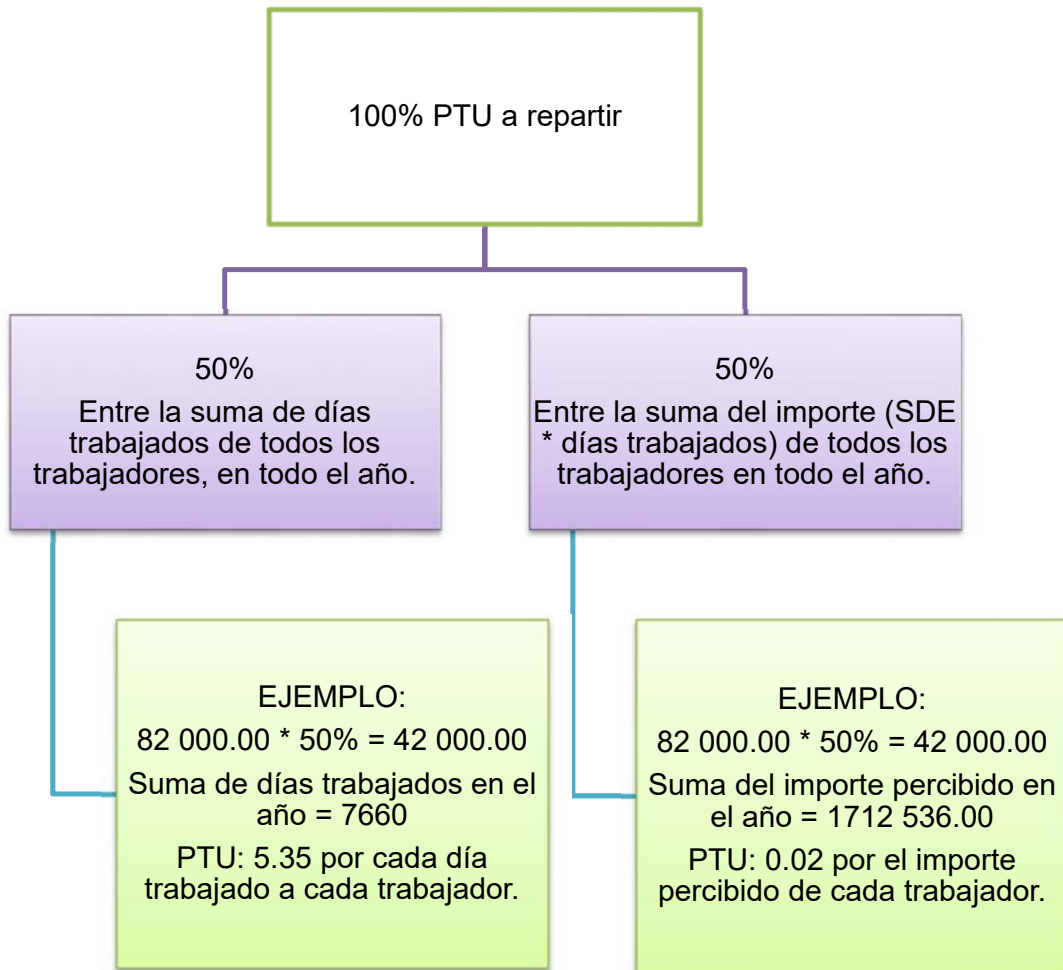 100% PTU a repartir
50%
Entre la suma de días
trabajados de todos los
trabajadores, en todo el año.
50%
Entre la suma del importe (SDE
* días trabajados) de todos los
trabajadores en todo el año.
EJEMPLO:
82 000.00 * 50% = 42 000.00
Suma de días trabajados en el
año = 7660
PTU: 5.35 por cada día
trabajado a cada trabajador.
EJEMPLO:
82 000.00 * 50% = 42 000.00
Suma del importe percibido en
el año = 1712 536.00
PTU: 0.02 por el importe
percibido de cada trabajador.